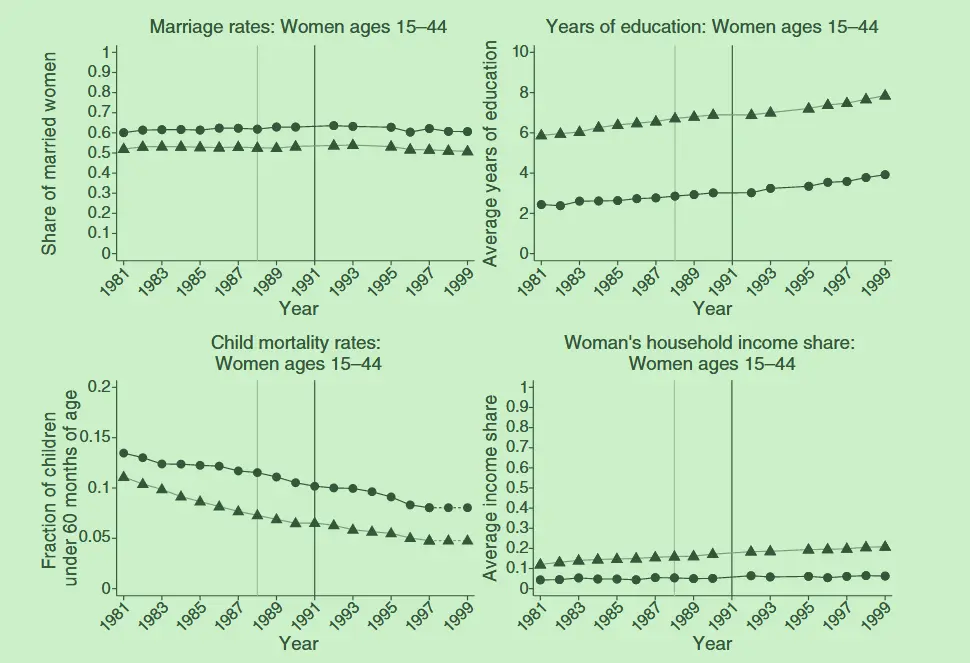 Marriage rates: Women ages 15–44
Share of married women
1
0.9
0.8
0.7
0.6
0.5
0.4
0.3
0.2
0.1
0
1981 1983 1985 1987 1989 1991 1993 1995 1997 1999
Year
Years of education: Women ages 15–44
Average years of education
10
8
6
4
2
0
1981 1983 1985 1987 1989 1991 1993 1995 1997 1999
Year
Child mortality rates:
Women ages 15–44
Fraction of children
under 60 months of age
0.2
0.15
0.1
0.05
0
1981 1983 1985 1987 1989 1991 1993 1995 1997 1999
Year
Woman's household income share:
Women ages 15–44
Average income share
1
0.9
0.8
0.7
0.6
0.5
0.4
0.3
0.2
0.1
0
1981 1983 1985 1987 1989 1991 1993 1995 1997 1999
Year